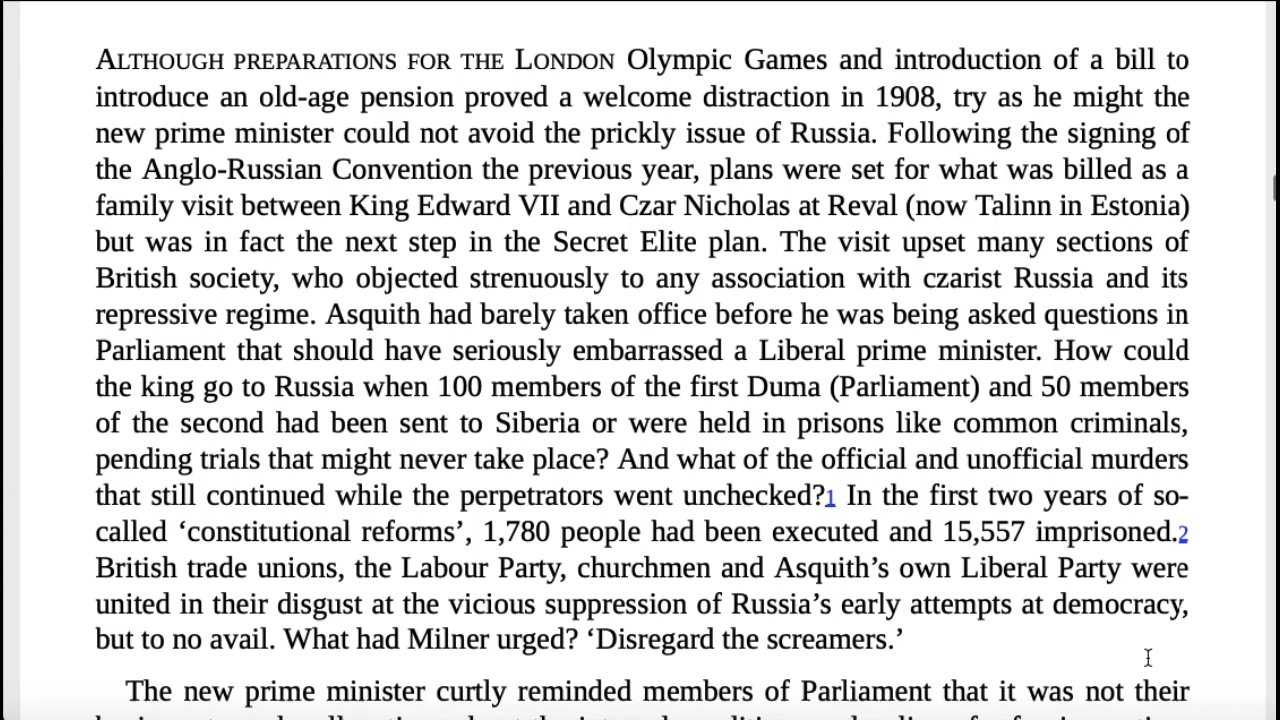 ALTHOUGH PREPARATIONS FOR THE LONDON Olympic Games and introduction of a bill to
introduce an old-age pension proved a welcome distraction in 1908, try as he might the
new prime minister could not avoid the prickly issue of Russia. Following the signing of
the Anglo-Russian Convention the previous year, plans were set for what was billed as a
family visit between King Edward VII and Czar Nicholas at Reval (now Talinn in Estonia)
but was in fact the next step in the Secret Elite plan. The visit upset many sections of
British society, who objected strenuously to any association with czarist Russia and its
repressive regime. Asquith had barely taken office before he was being asked questions in
Parliament that should have seriously embarrassed a Liberal prime minister. How could
the king go to Russia when 100 members of the first Duma (Parliament) and 50 members
of the second had been sent to Siberia or were held in prisons like common criminals,
pending trials that might never take place? And what of the official and unofficial murders
that still continued while the perpetrators went unchecked?1 In the first two years of so-
called ‘constitutional reforms’, 1,780 people had been executed and 15,557 imprisoned.2
British trade unions, the Labour Party, churchmen and Asquith’s own Liberal Party were
united in their disgust at the vicious suppression of Russia’s early attempts at democracy,
but to no avail. What had Milner urged? ‘Disregard the screamers.’
The new prime minister curtly reminded members of Parliament that it was not their